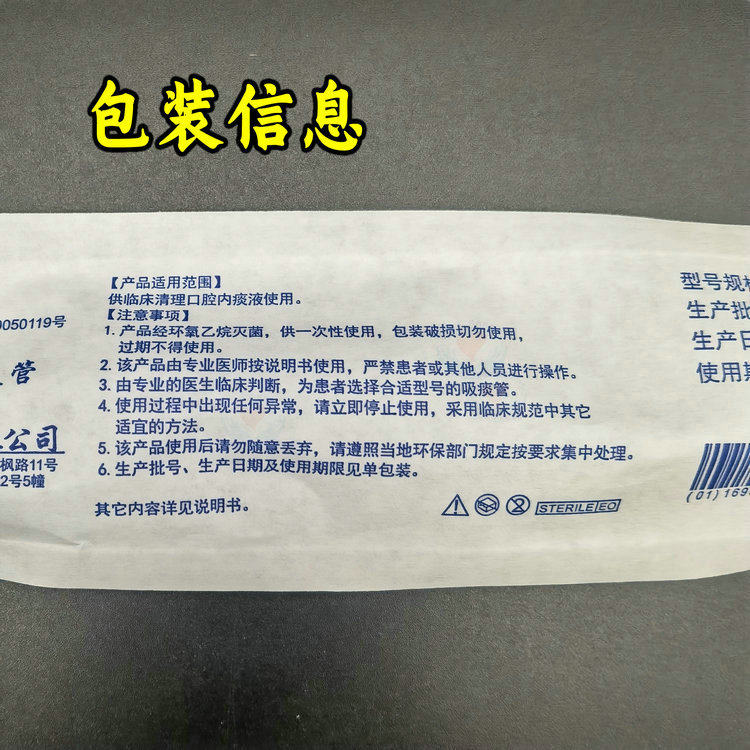 包装信息
【产品适用范围】
供临床清理口腔内痰液使用。
【注意事项】
1. 产品经环氧乙烷灭菌，供一次性使用，包装破损切勿使用，
过期不得使用。
2. 该产品由专业医师按说明书使用，严禁患者或其他人员进行操作。
3. 由专业的医生临床判断，为患者选择合适型号的吸痰管。
4. 使用过程中出现任何异常，请立即停止使用，采用临床规范中其它
适宜的方法。
5. 该产品使用后请勿随意丢弃，请遵照当地环保部门规定按要求集中处理。
6. 生产批号、生产日期及使用期限见单包装。
其它内容详见说明书。
STERILE EO
0050119号
管
公司
枫路11号
2号5幢
型号规格
生产批
生产日
使用期
(01)169